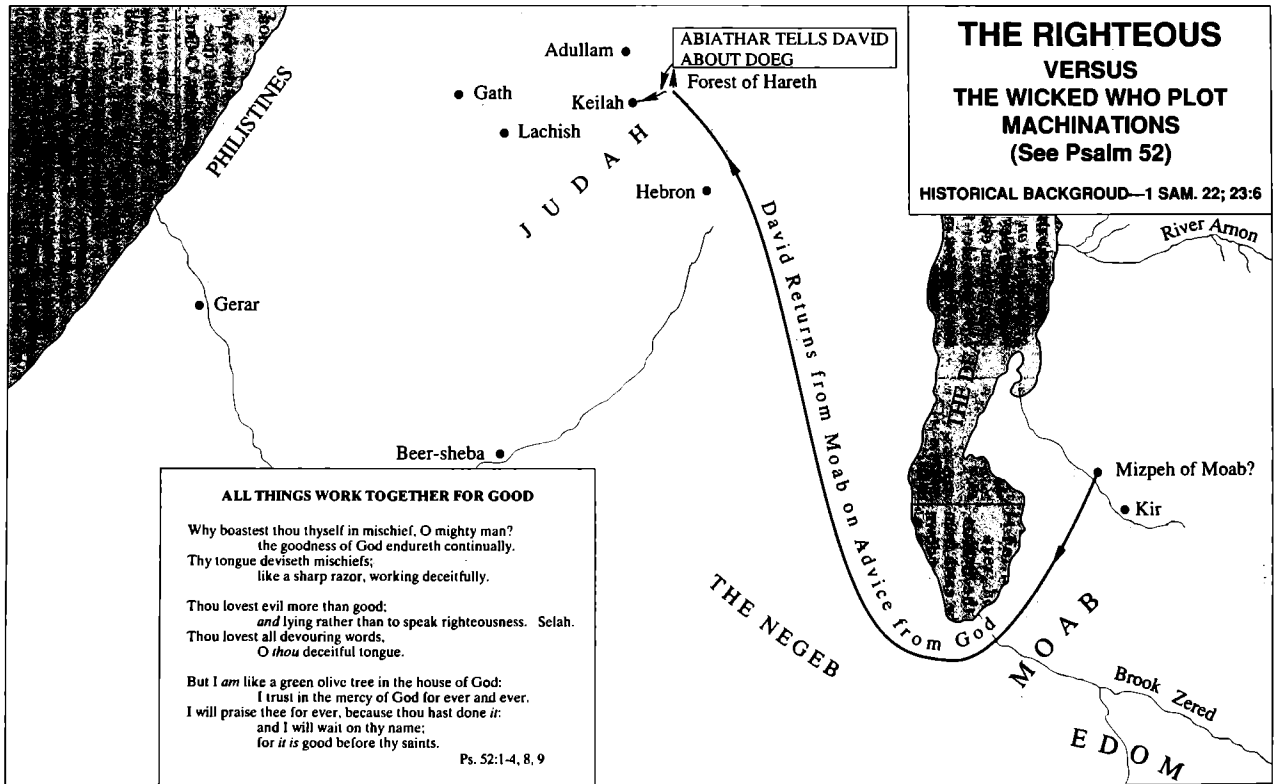 THE RIGHTEOUS
VERSUS
THE WICKED WHO PLOT
MACHINATIONS
(See Psalm 52)
HISTORICAL BACKGROUD—1 SAM. 22; 23:6
ABIATHAR TELLS DAVID
ABOUT DOEG
Adullam
Forest of Hareth
Gath
Keilah
Lachish
PHILISTINES
JUDAH
Hebron
River Arnon
David Returns from Moab on Advice from God
Gerar
THE DEA
Beer-sheba
Mizpeh of Moab?
Kir
THE NEGEB
MOAB
Brook Zered
EDOM
ALL THINGS WORK TOGETHER FOR GOOD
Why boastest thou thyself in mischief, O mighty man?
the goodness of God endureth continually.
Thy tongue deviseth mischiefs;
like a sharp razor, working deceitfully.
Thou lovest evil more than good;
and lying rather than to speak righteousness. Selah.
Thou lovest all devouring words,
O thou deceitful tongue.
But I am like a green olive tree in the house of God:
I trust in the mercy of God for ever and ever.
I will praise thee for ever, because thou hast done it:
and I will wait on thy name;
for it is good before thy saints.
Ps. 52:1-4, 8, 9